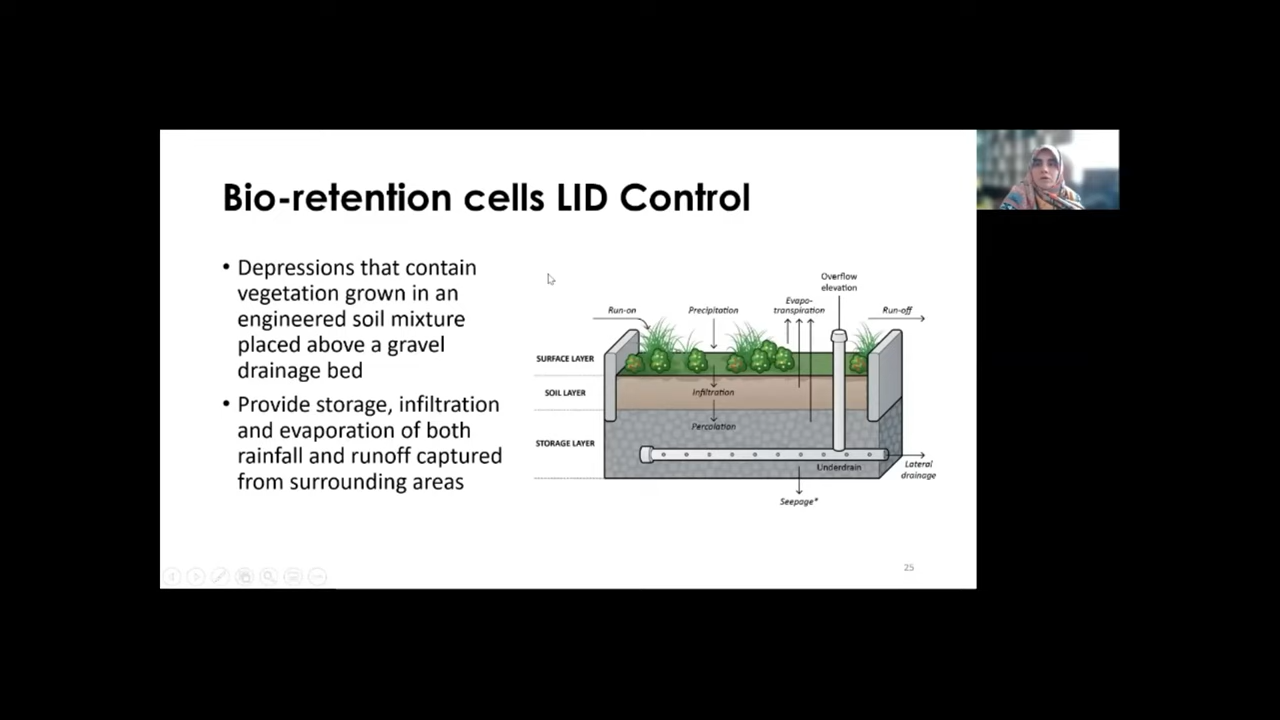 Bio-retention cells LID Control
• Depressions that contain
vegetation grown in an
engineered soil mixture
placed above a gravel
drainage bed
• Provide storage, infiltration
and evaporation of both
rainfall and runoff captured
from surrounding areas
Overflow
elevation
Run-on
Precipitation
Evapo-
transpiration
Run-off
SURFACE LAYER
SOIL LAYER
Infiltration
Percolation
STORAGE LAYER
Underdrain
Lateral
drainage
Seepage*
25